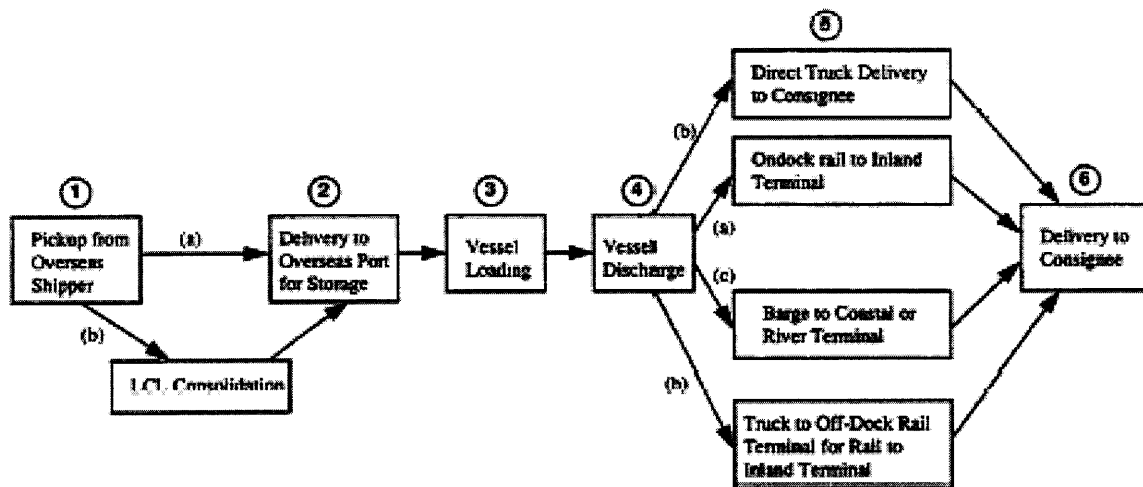 1
Pickup from
Overseas
Shipper
(a)
(b)
LCL Consolidation
2
Delivery to
Overseas Port
for Storage
3
Vessel
Loading
4
Vessel
Discharge
(b)
(a)
(c)
(b)
5
Direct Truck Delivery
to Consignee
Ondock rail to Inland
Terminal
Barge to Coastal or
River Terminal
Truck to Off-Dock Rail
Terminal for Rail to
Inland Terminal
6
Delivery to
Consignee